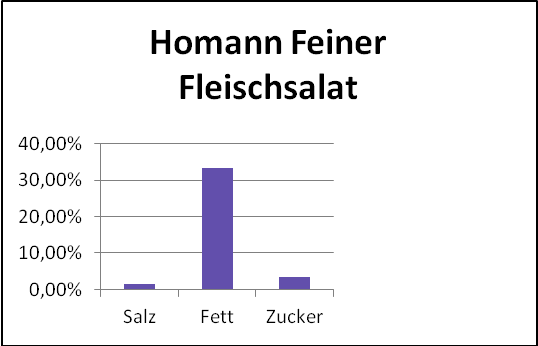 Homann Feiner
Fleischsalat
40,00%
30,00%
20,00%
10,00%
0,00%
Salz Fett Zucker